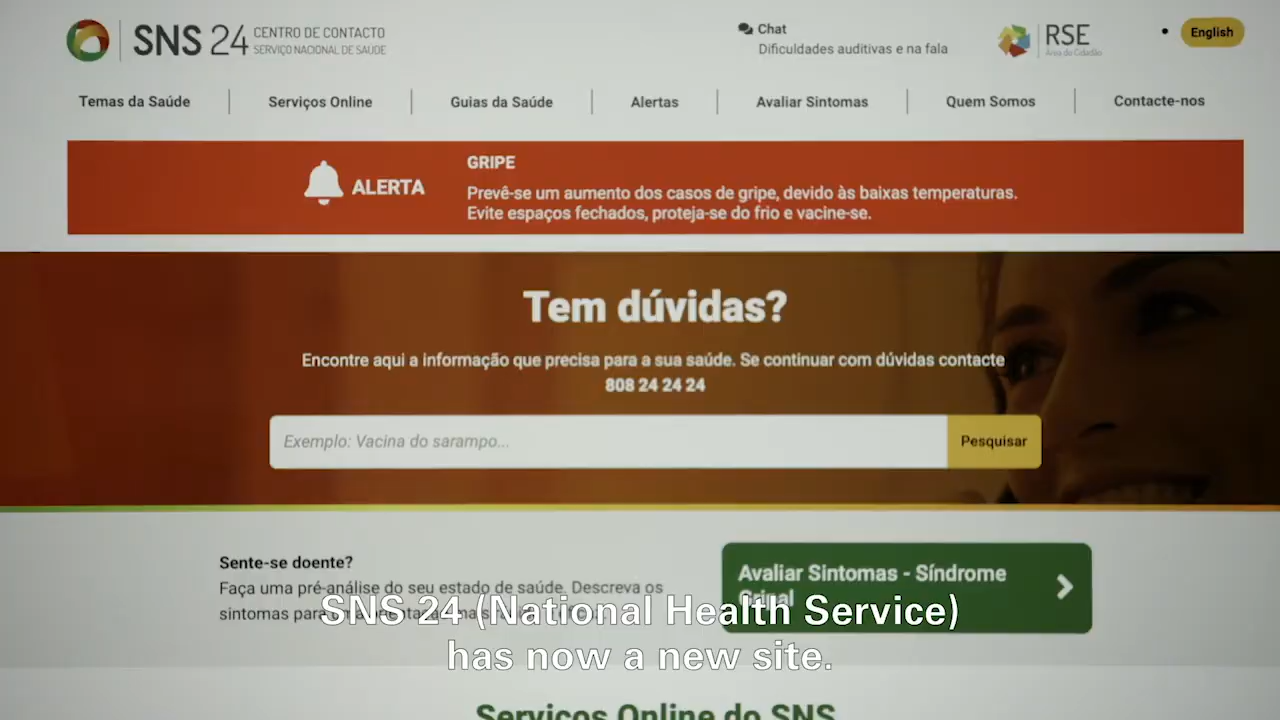 SNS 24
CENTRO DE CONTACTO
SERVIÇO NACIONAL DE SAÚDE
Chat
Dificuldades auditivas e na fala
RSE
Área do Cidadão
English
Temas da Saúde
Serviços Online
Guias da Saúde
Alertas
Avaliar Sintomas
Quem Somos
Contacte-nos
ALERTA
GRIPE
Prevê-se um aumento dos casos de gripe, devido às baixas temperaturas.
Evite espaços fechados, proteja-se do frio e vacine-se.
Tem dúvidas?
Encontre aqui a informação que precisa para a sua saúde. Se continuar com dúvidas contacte
808 24 24 24
Exemplo: Vacina do sarampo...
Pesquisar
Sente-se doente?
Faça uma pré-análise do seu estado de saúde. Descreva os
sintomas para
Avaliar Sintomas - Síndrome
Gripal
SNS 24 (National Health Service)
has now a new site.
Serviços Online do SNS